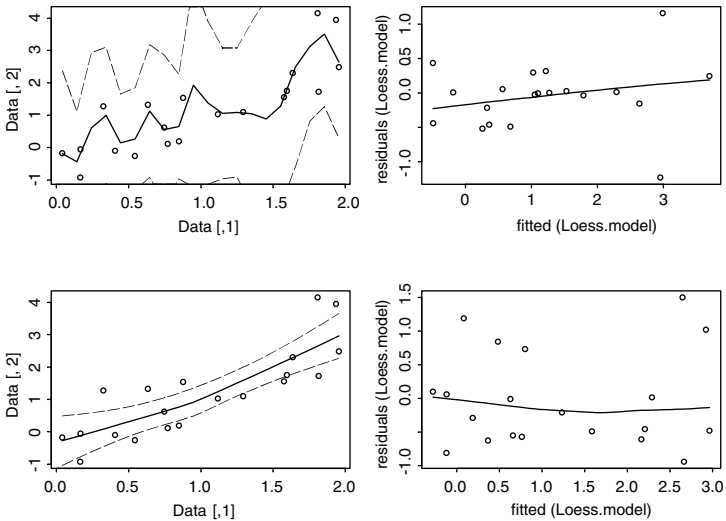 4
3
2
1
0
-1
Data [, 2]
0.0 0.5 1.0 1.5 2.0
Data [,1]
1.0
0.0
-1.0
residuals (Loess.model)
0 1 2 3
fitted (Loess.model)
4
3
2
1
0
-1
Data [, 2]
0.0 0.5 1.0 1.5 2.0
Data [,1]
1.5
1.0
0.5
0.0
-1.0
residuals (Loess.model)
0.0 0.5 1.0 1.5 2.0 2.5 3.0
fitted (Loess.model)